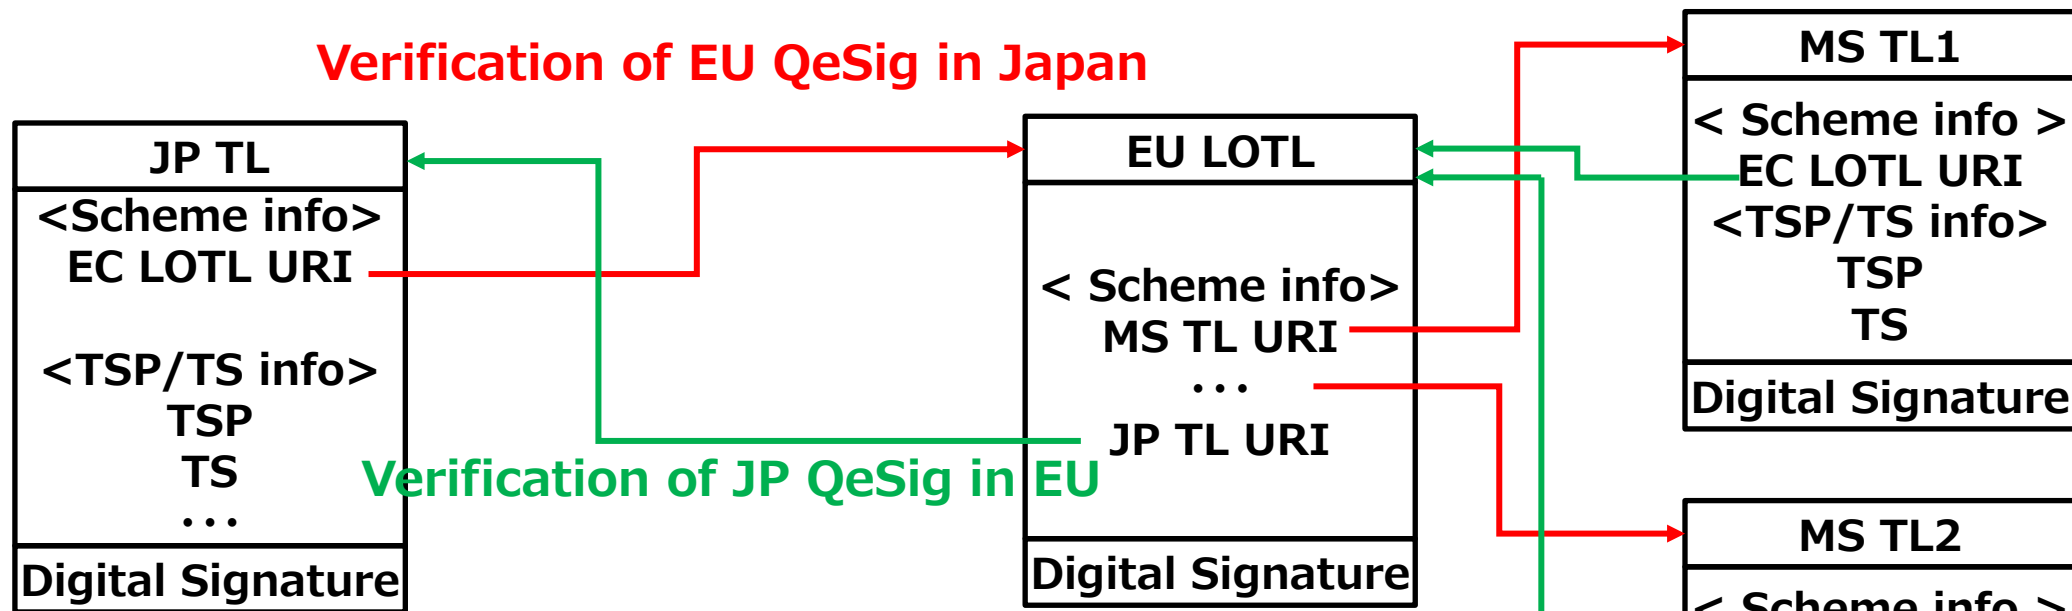 Verification of EU QeSig in Japan
JP TL
<Scheme info>
EC LOTL URI
<TSP/TS info>
TSP
TS
...
Digital Signature
Verification of JP QeSig in EU
EU LOTL
< Scheme info>
MS TL URI
...
JP TL URI
Digital Signature
MS TL1
< Scheme info >
EC LOTL URI
<TSP/TS info>
TSP
TS
Digital Signature
MS TL2
< Scheme info >